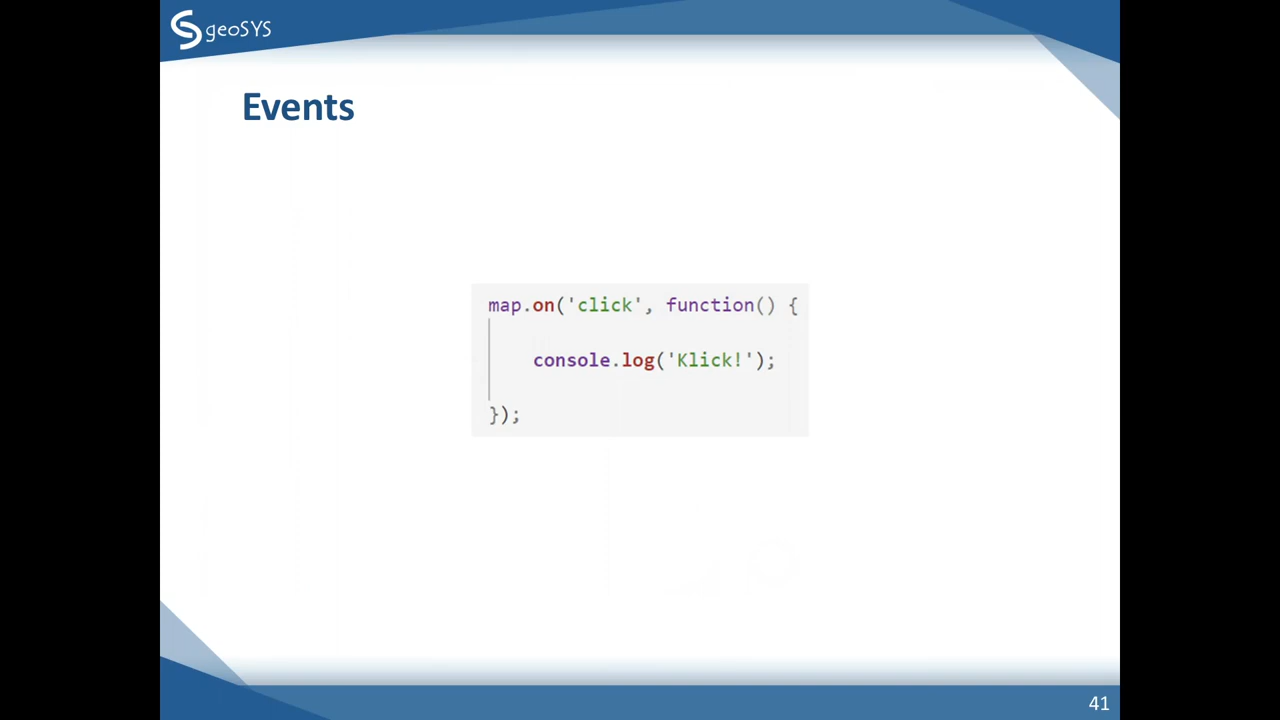 geoSYS
Events
map.on('click', function() {
console.log('Klick!');
});
41